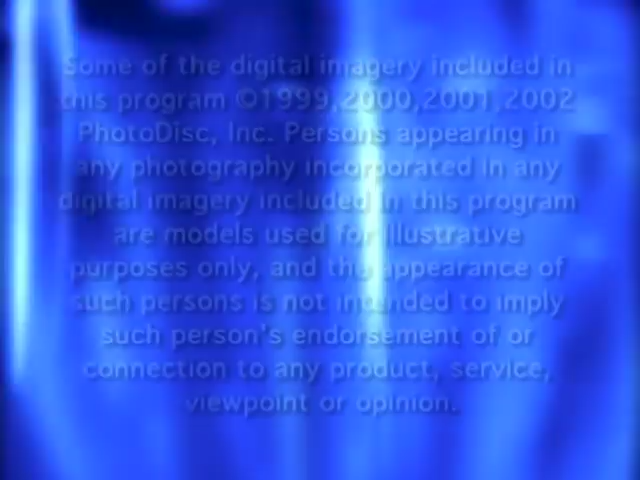 Some of the digital imagery included in
this program ©1999,2000,2001,2002
PhotoDisc, Inc. Persons appearing in
any photography incorporated in any
digital imagery included in this program
are models used for illustrative
purposes only, and the appearance of
such persons is not intended to imply
such person's endorsement of or
connection to any product, service,
viewpoint or opinion.